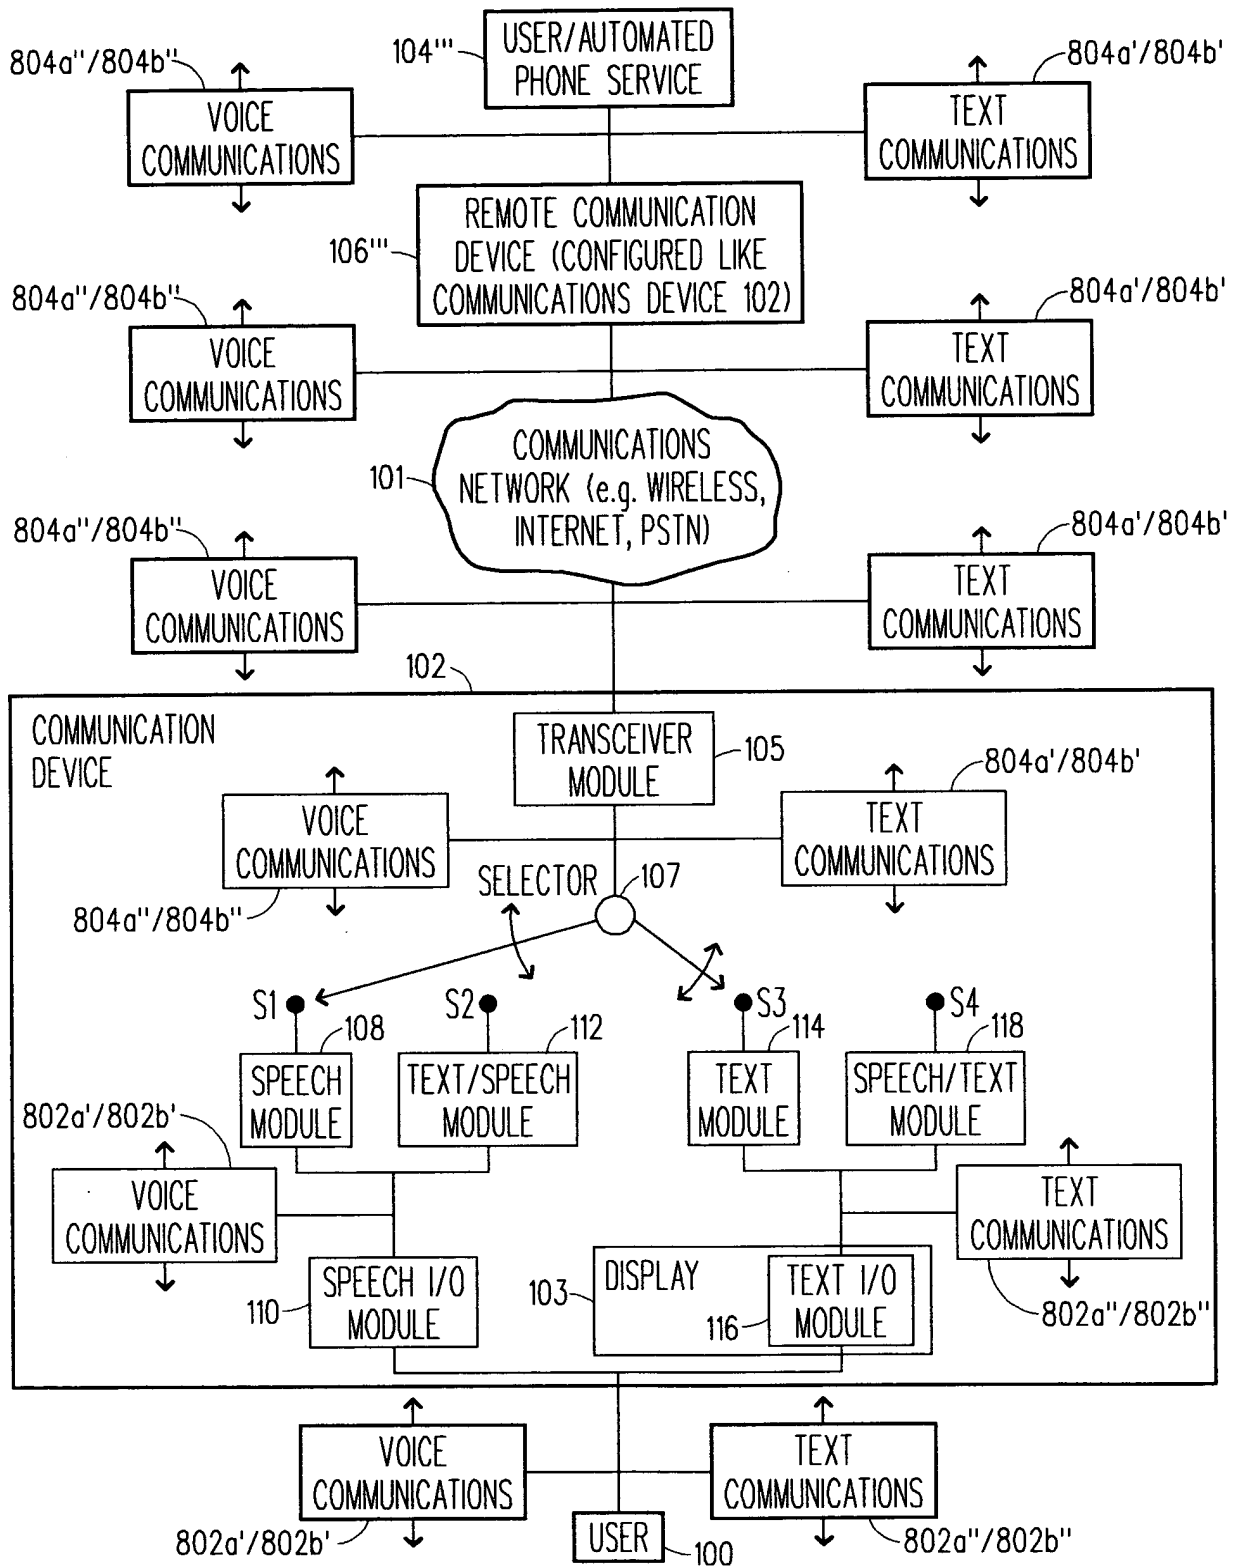 804a''/804b''
104'''
USER/AUTOMATED
PHONE SERVICE
804a'/804b'
VOICE
COMMUNICATIONS
TEXT
COMMUNICATIONS
106'''
REMOTE COMMUNICATION
DEVICE (CONFIGURED LIKE
COMMUNICATIONS DEVICE 102)
804a''/804b''
804a'/804b'
VOICE
COMMUNICATIONS
TEXT
COMMUNICATIONS
101
COMMUNICATIONS
NETWORK (e.g. WIRELESS,
INTERNET, PSTN)
804a''/804b''
804a'/804b'
VOICE
COMMUNICATIONS
TEXT
COMMUNICATIONS
102
COMMUNICATION
DEVICE
TRANSCEIVER
MODULE
105
804a'/804b'
VOICE
COMMUNICATIONS
TEXT
COMMUNICATIONS
SELECTOR
107
804a''/804b''
S1
S2
S3
S4
108
112
114
118
SPEECH
MODULE
TEXT/SPEECH
MODULE
TEXT
MODULE
SPEECH/TEXT
MODULE
802a'/802b'
VOICE
COMMUNICATIONS
TEXT
COMMUNICATIONS
110
SPEECH I/O
MODULE
103
DISPLAY
116
TEXT I/O
MODULE
802a''/802b''
VOICE
COMMUNICATIONS
TEXT
COMMUNICATIONS
802a'/802b'
USER
100
802a''/802b''